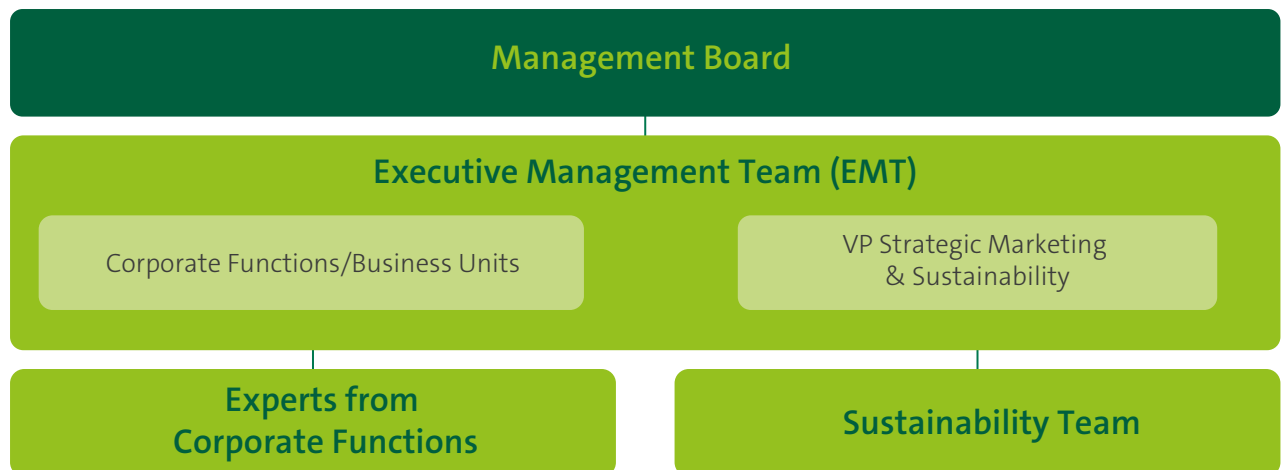 Management Board
Executive Management Team (EMT)
Corporate Functions/Business Units
VP Strategic Marketing
& Sustainability
Experts from
Corporate Functions
Sustainability Team